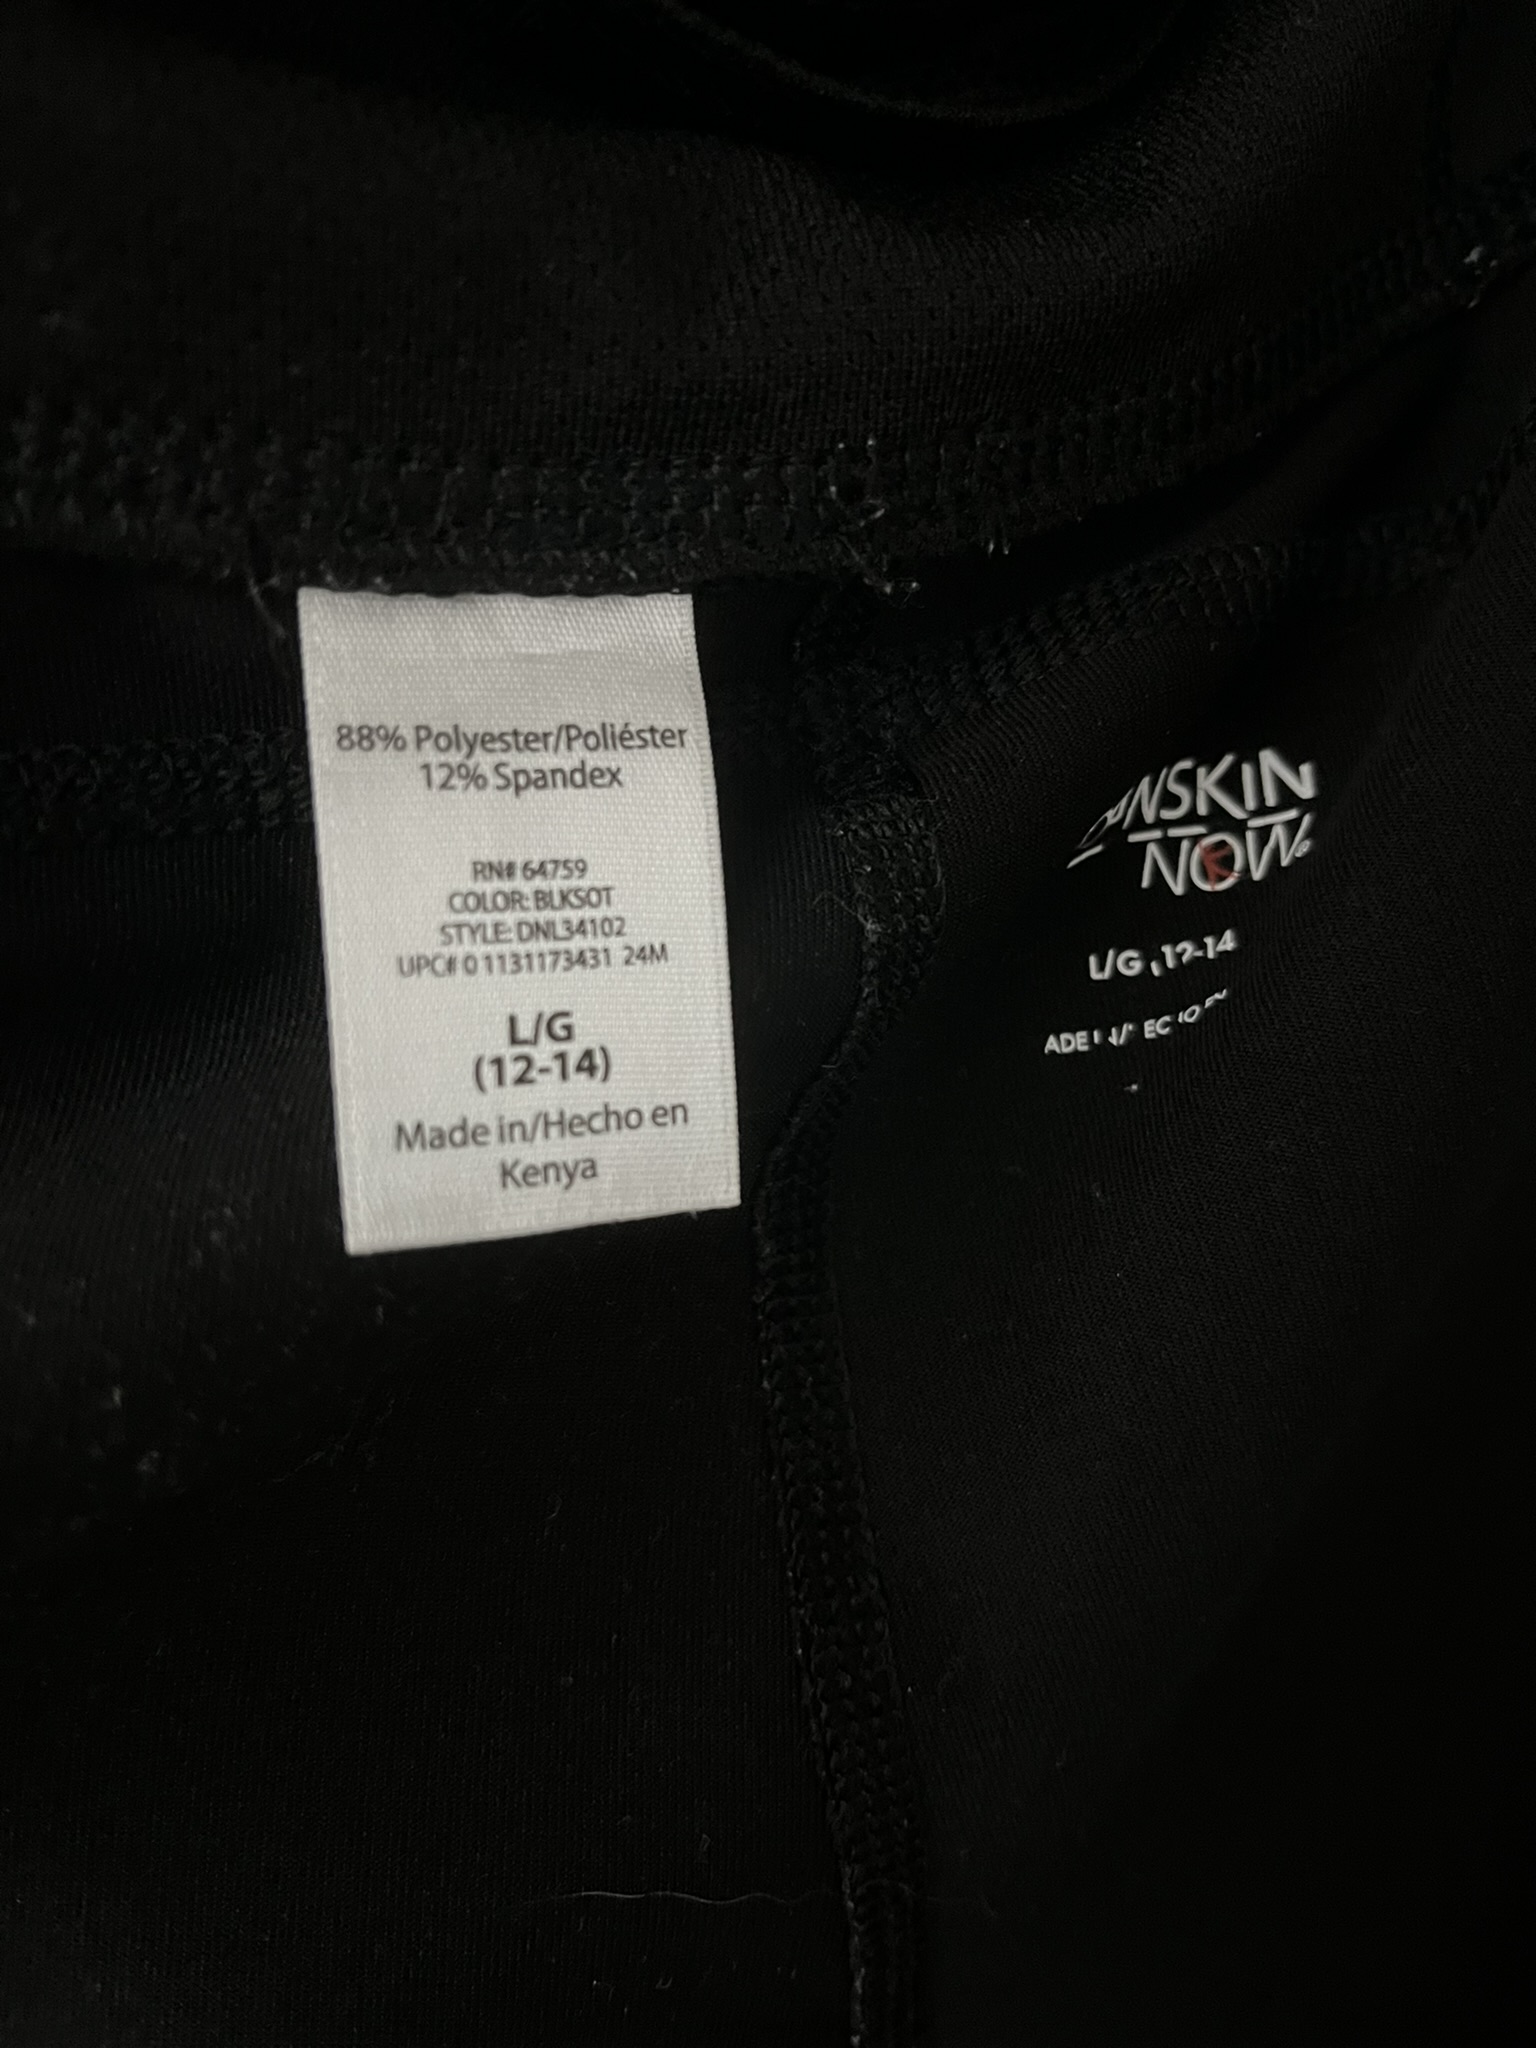 88% Polyester/Poliéster
12% Spandex
RN# 64759
COLOR: BLKSOT
STYLE: DNL34102
UPC# 0 1131173431 24M
L/G
(12-14)
Made in/Hecho en
Kenya
NSKIN
NOW®
L/G 12-14